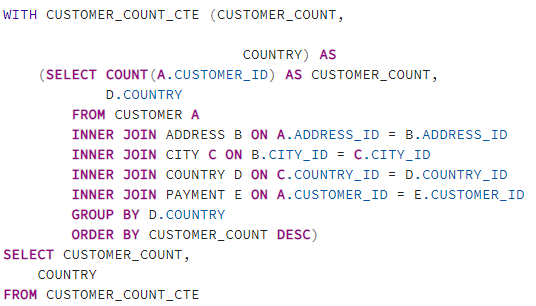 WITH CUSTOMER_COUNT_CTE (CUSTOMER_COUNT,
COUNTRY) AS
(SELECT COUNT(A.CUSTOMER_ID) AS CUSTOMER_COUNT,
D.COUNTRY
FROM CUSTOMER A
INNER JOIN ADDRESS B ON A.ADDRESS_ID = B.ADDRESS_ID
INNER JOIN CITY C ON B.CITY_ID = C.CITY_ID
INNER JOIN COUNTRY D ON C.COUNTRY_ID = D.COUNTRY_ID
INNER JOIN PAYMENT E ON A.CUSTOMER_ID = E.CUSTOMER_ID
GROUP BY D.COUNTRY
ORDER BY CUSTOMER_COUNT DESC)
SELECT CUSTOMER_COUNT,
COUNTRY
FROM CUSTOMER_COUNT_CTE